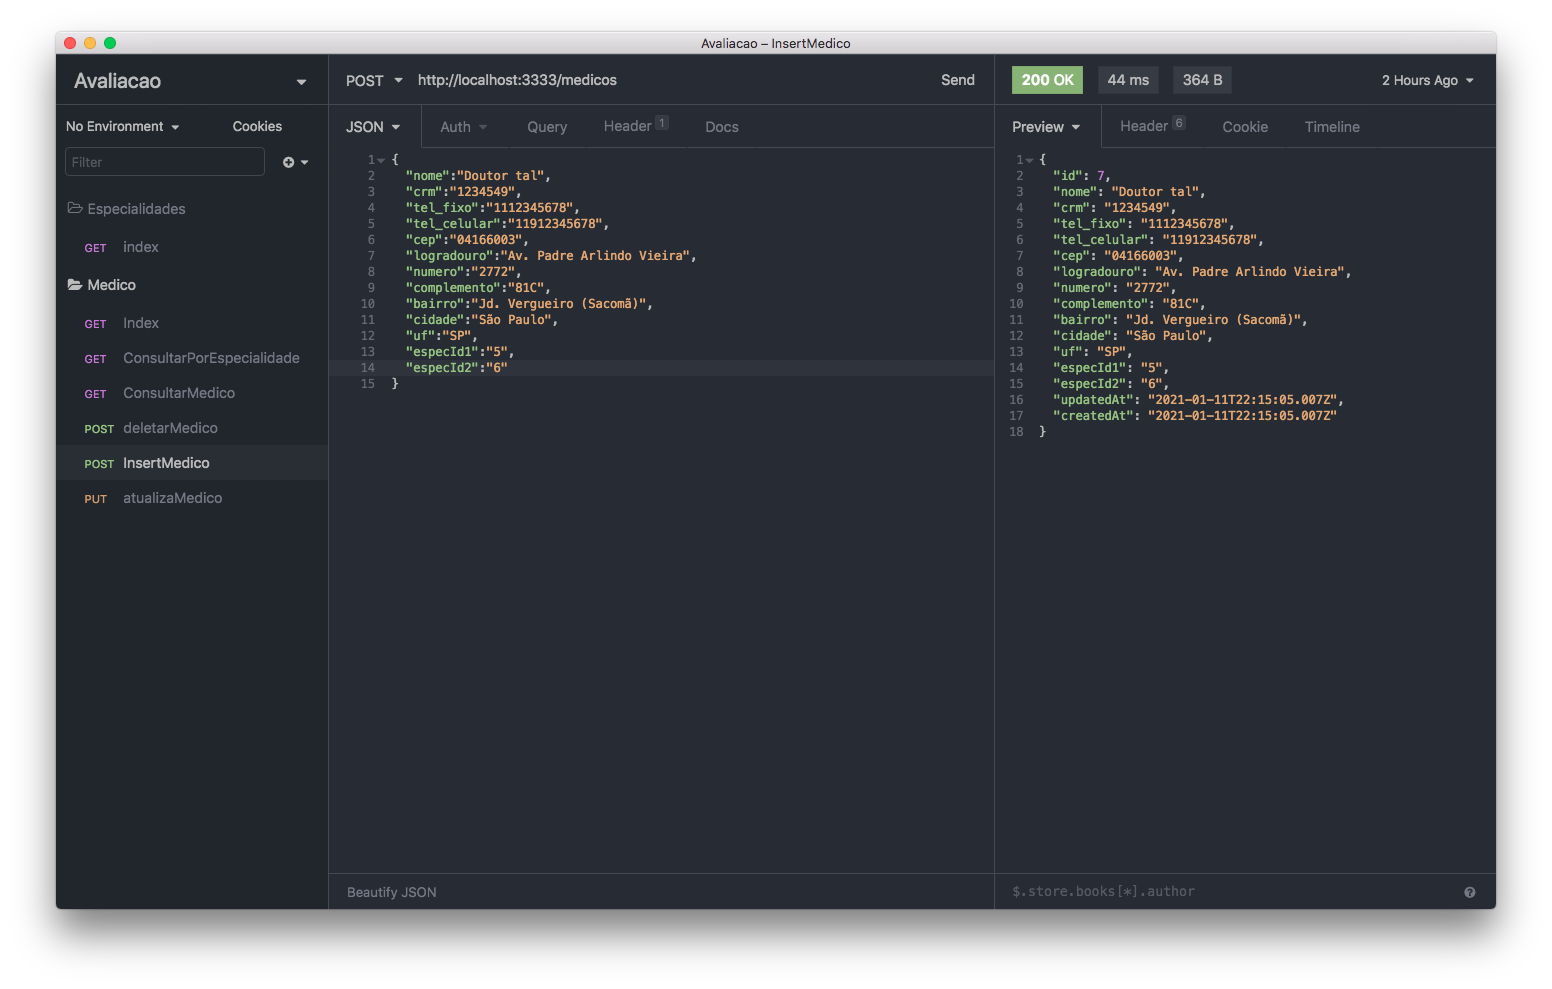 Avaliacao – InsertMedico
Avaliacao
No Environment
Cookies
Filter
Especialidades
GET index
Medico
GET Index
GET ConsultarPorEspecialidade
GET ConsultarMedico
POST deletarMedico
POST InsertMedico
PUT atualizaMedico
POST http://localhost:3333/medicos Send
JSON Auth Query Header 1 Docs
1 {
2 "nome":"Doutor tal",
3 "crm":"1234549",
4 "tel_fixo":"1112345678",
5 "tel_celular":"11912345678",
6 "cep":"04166003",
7 "logradouro":"Av. Padre Arlindo Vieira",
8 "numero":"2772",
9 "complemento":"81C",
10 "bairro":"Jd. Vergueiro (Sacomã)",
11 "cidade":"São Paulo",
12 "uf":"SP",
13 "especId1":"5",
14 "especId2":"6"
15 }
Beautify JSON
200 OK 44 ms 364 B 2 Hours Ago
Preview Header 6 Cookie Timeline
1 {
2 "id": 7,
3 "nome": "Doutor tal",
4 "crm": "1234549",
5 "tel_fixo": "1112345678",
6 "tel_celular": "11912345678",
7 "cep": "04166003",
8 "logradouro": "Av. Padre Arlindo Vieira",
9 "numero": "2772",
10 "complemento": "81C",
11 "bairro": "Jd. Vergueiro (Sacomã)",
12 "cidade": "São Paulo",
13 "uf": "SP",
14 "especId1": "5",
15 "especId2": "6",
16 "updatedAt": "2021-01-11T22:15:05.007Z",
17 "createdAt": "2021-01-11T22:15:05.007Z"
18 }
$.store.books[*].author